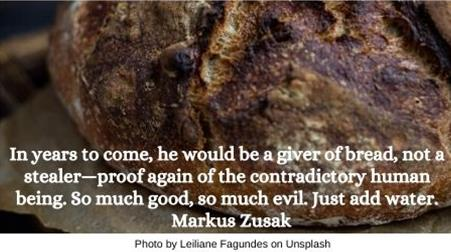 In years to come, he would be a giver of bread, not a
stealer—proof again of the contradictory human
being. So much good, so much evil. Just add water.
Markus Zusak
Photo by Leiliane Fagundes on Unsplash